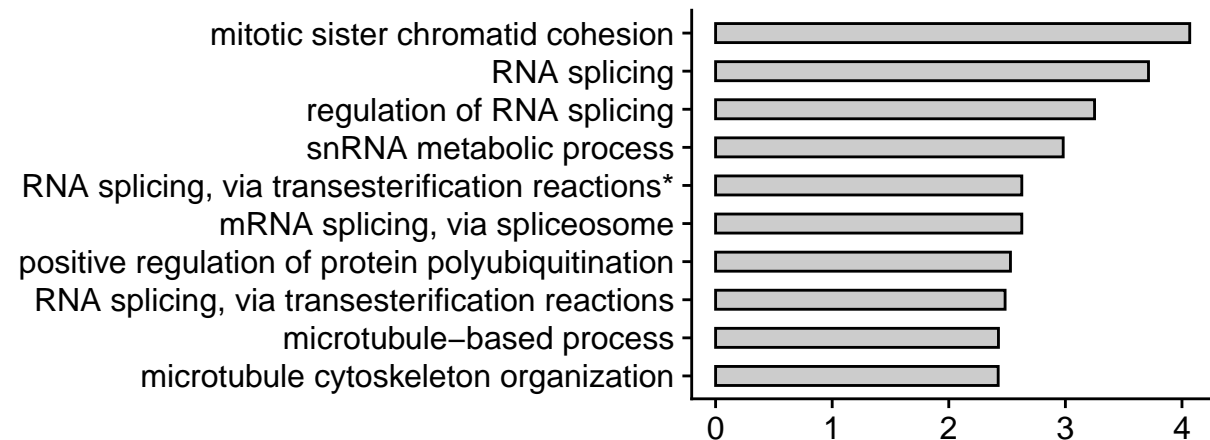 mitotic sister chromatid cohesion
RNA splicing
regulation of RNA splicing
snRNA metabolic process
RNA splicing, via transesterification reactions*
mRNA splicing, via spliceosome
positive regulation of protein polyubiquitination
RNA splicing, via transesterification reactions
microtubule−based process
microtubule cytoskeleton organization
0 1 2 3 4